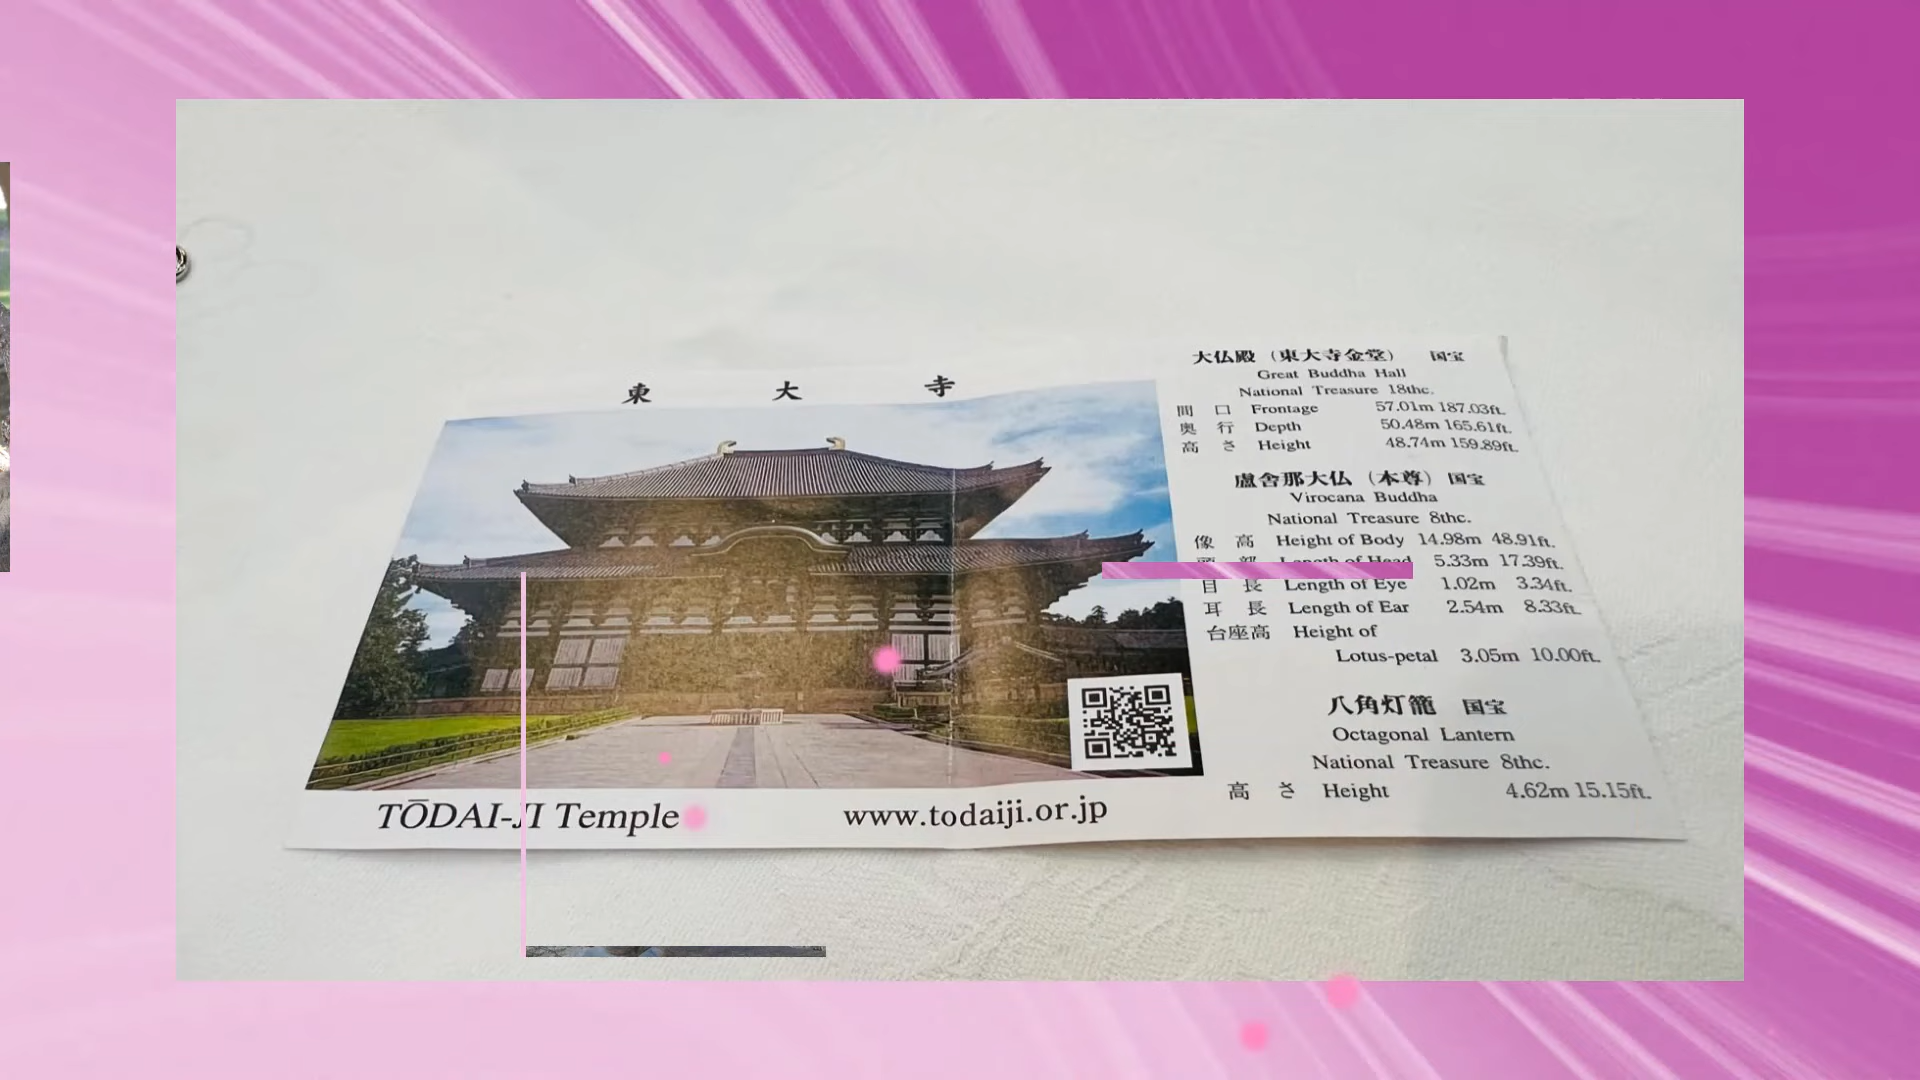 東 大 寺
TŌDAI-JI Temple
www.todaiji.or.jp
大仏殿（東大寺金堂） 国宝
Great Buddha Hall
National Treasure 18thc.
間 口 Frontage 57.01m 187.03ft.
奥 行 Depth 50.48m 165.61ft.
高 さ Height 48.74m 159.89ft.
盧舎那大仏（本尊） 国宝
Virocana Buddha
National Treasure 8thc.
像 高 Height of Body 14.98m 48.91ft.
頭 部 Length of Head 5.33m 17.39ft.
目 長 Length of Eye 1.02m 3.34ft.
耳 長 Length of Ear 2.54m 8.33ft.
台座高 Height of
Lotus-petal 3.05m 10.00ft.
八角灯籠 国宝
Octagonal Lantern
National Treasure 8thc.
高 さ Height 4.62m 15.15ft.